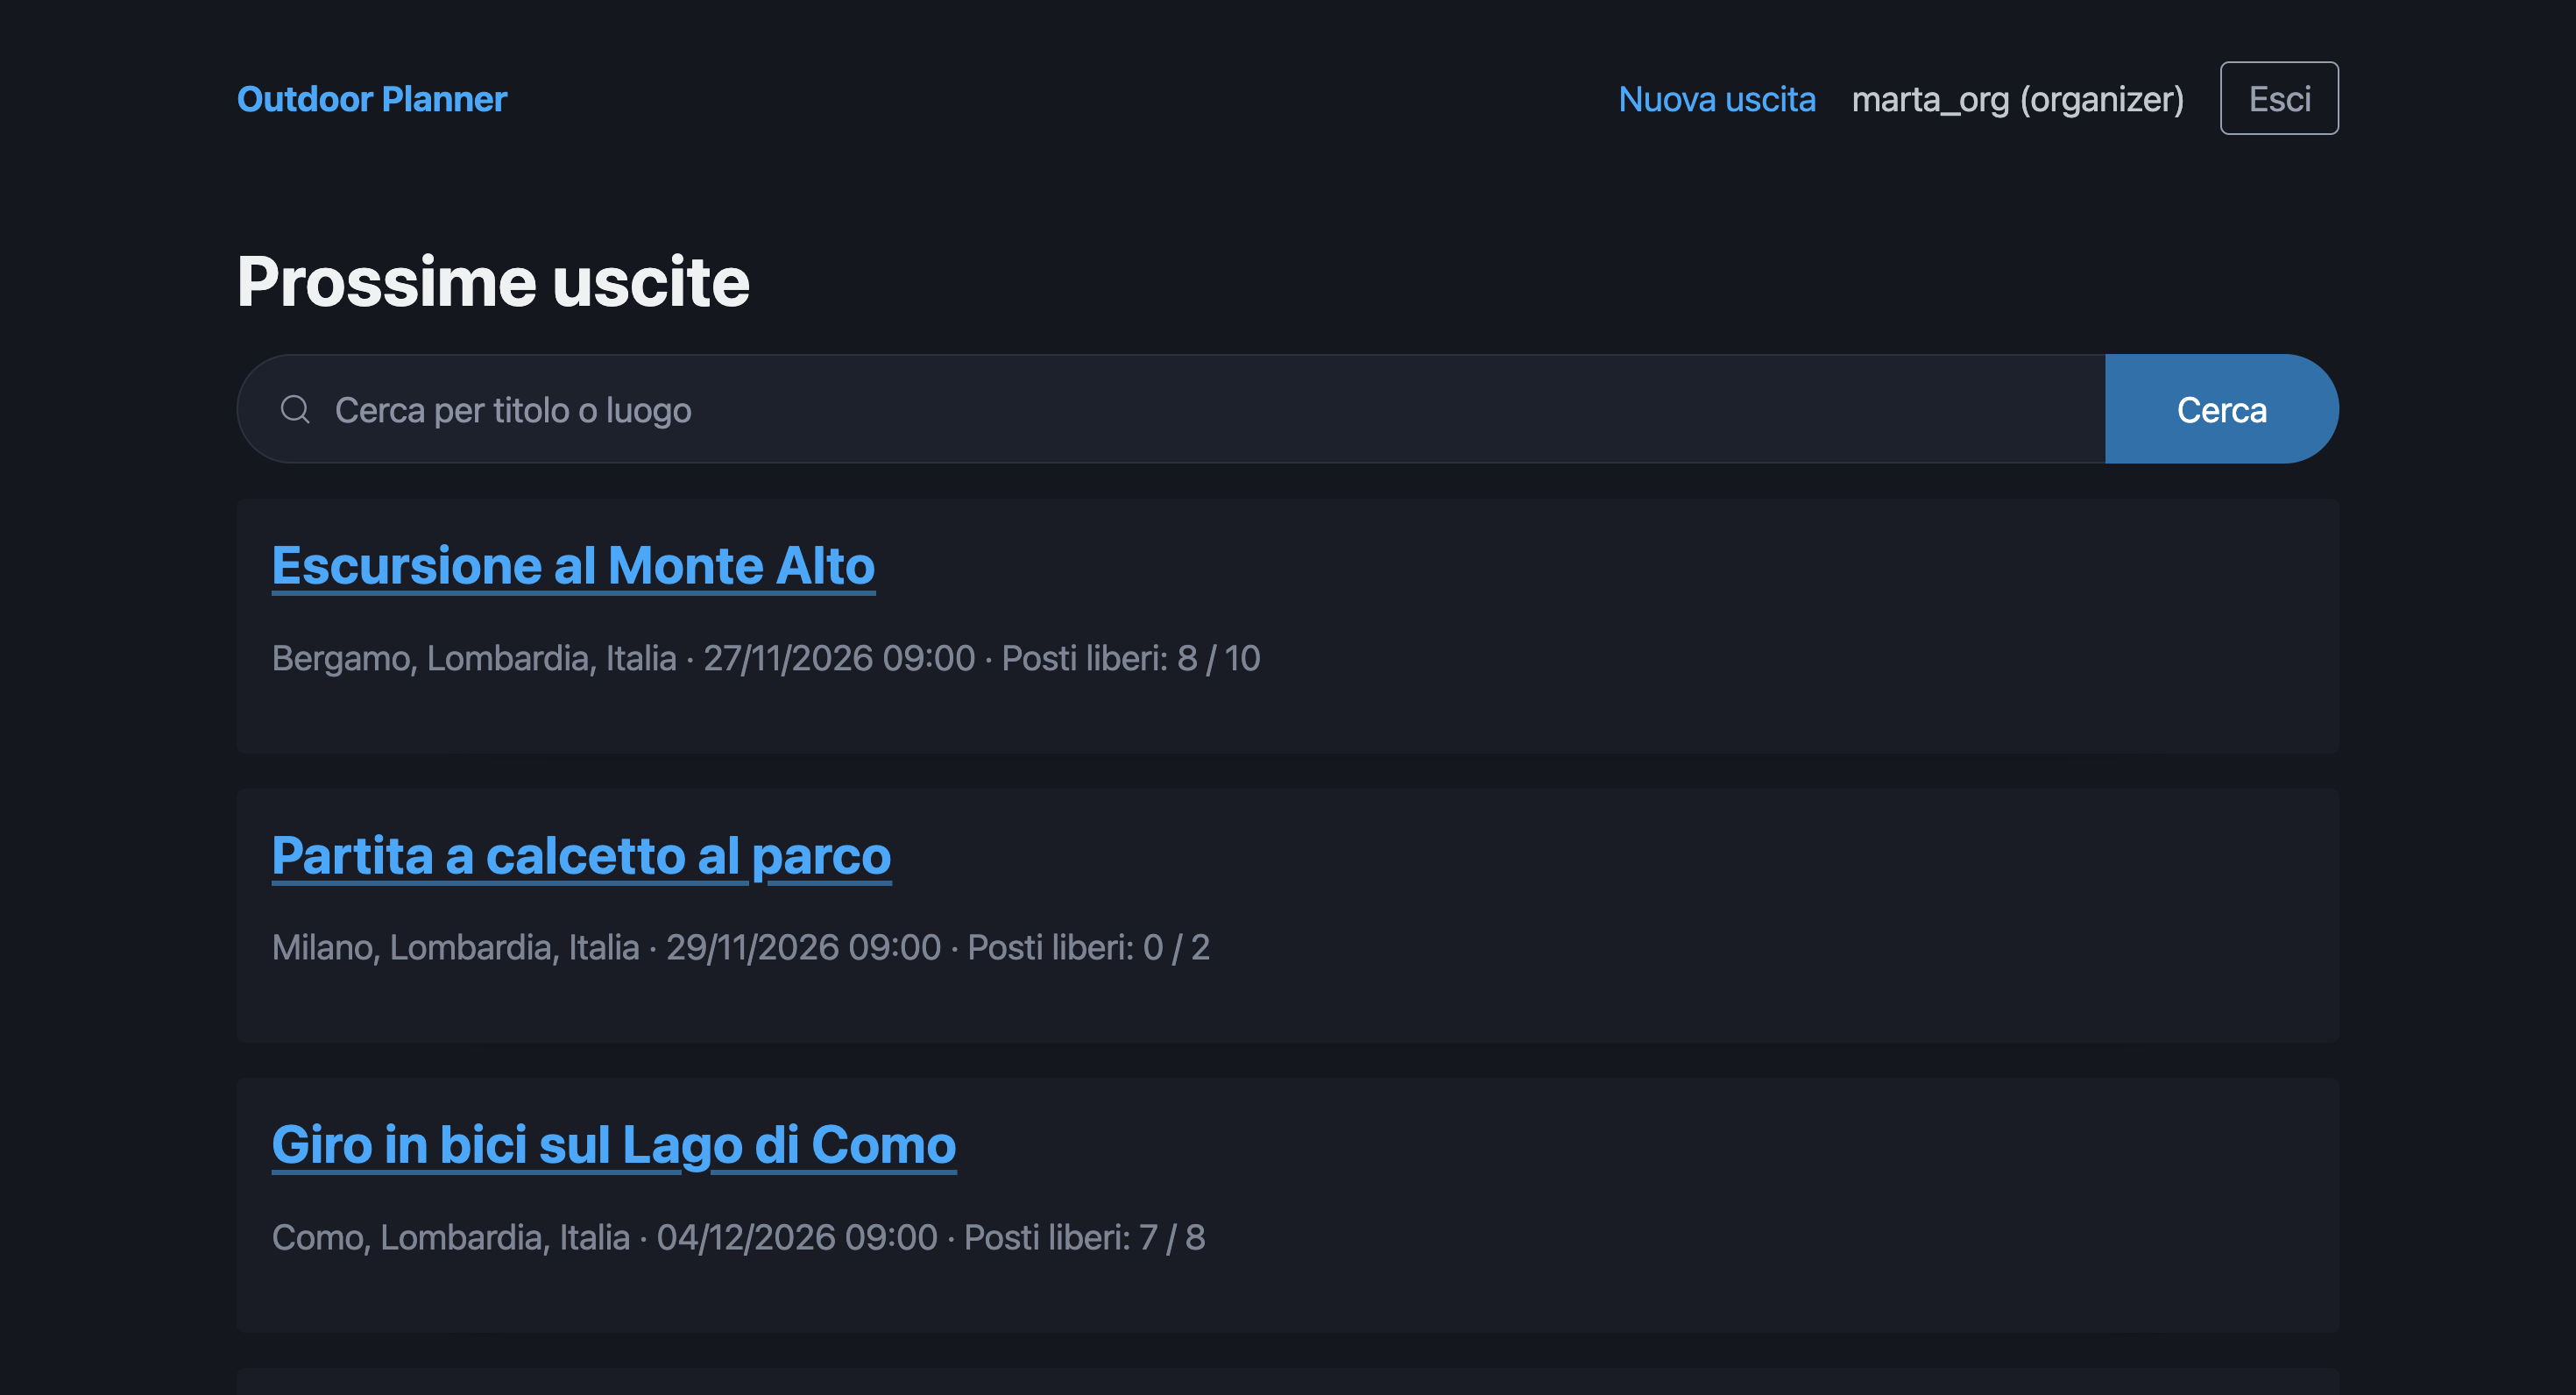 Outdoor Planner Nuova uscita marta_org (organizer) Esci
Prossime uscite
Cerca per titolo o luogo Cerca
Escursione al Monte Alto
Bergamo, Lombardia, Italia · 27/11/2026 09:00 · Posti liberi: 8 / 10
Partita a calcetto al parco
Milano, Lombardia, Italia · 29/11/2026 09:00 · Posti liberi: 0 / 2
Giro in bici sul Lago di Como
Como, Lombardia, Italia · 04/12/2026 09:00 · Posti liberi: 7 / 8